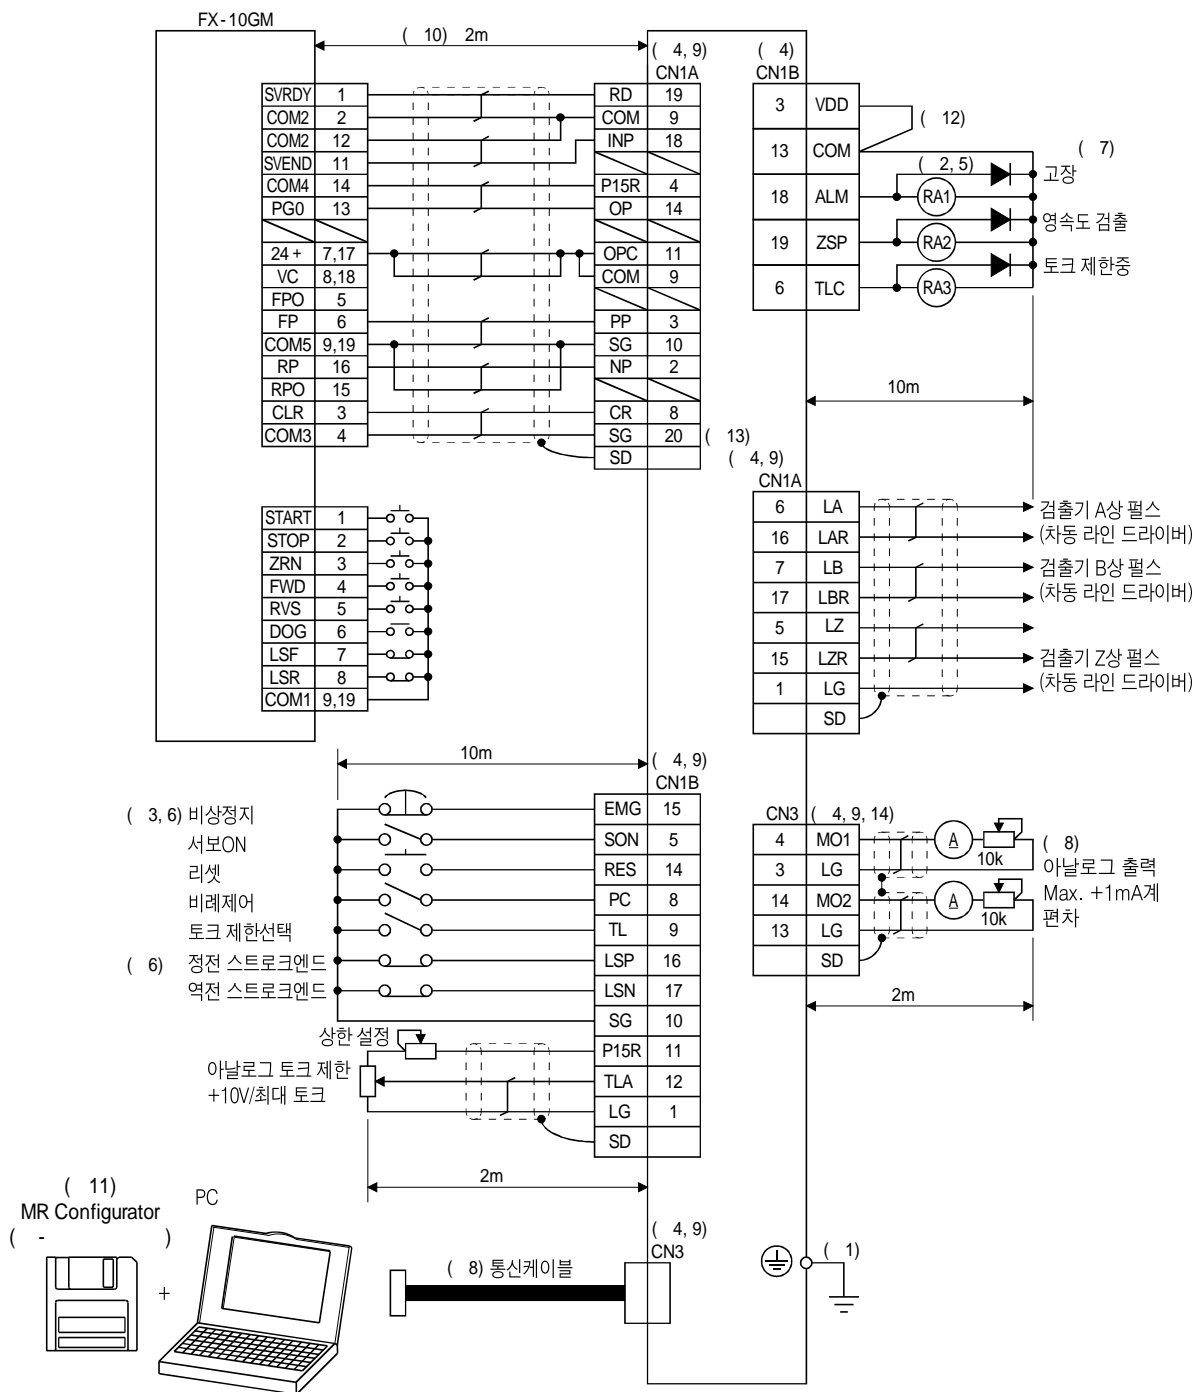 FX-10GM
( 10) 2m
( 4, 9)
CN1A
SVRDY 1
COM2 2
COM2 12
SVEND 11
COM4 14
PG0 13
24+ 7,17
VC 8,18
FPO 5
FP 6
COM5 9,19
RP 16
RPO 15
CLR 3
COM3 4
RD 19
COM 9
INP 18
P15R 4
OP 14
OPC 11
COM 9
PP 3
SG 10
NP 2
CR 8
SG 20 ( 13)
SD
( 4)
CN1B
3 VDD
( 12)
13 COM
( 7)
18 ALM
( 2, 5)
RA1
고장
19 ZSP
RA2
영속도 검출
6 TLC
RA3
토크 제한중
10m
( 4, 9)
CN1A
6 LA
16 LAR
7 LB
17 LBR
5 LZ
15 LZR
1 LG
SD
검출기 A상 펄스
(차동 라인 드라이버)
검출기 B상 펄스
(차동 라인 드라이버)
검출기 Z상 펄스
(차동 라인 드라이버)
START 1
STOP 2
ZRN 3
FWD 4
RVS 5
DOG 6
LSF 7
LSR 8
COM1 9,19
10m
( 4, 9)
CN1B
( 3, 6) 비상정지
서보ON
리셋
비례제어
토크 제한선택
( 6) 정전 스트로크엔드
역전 스트로크엔드
상한 설정
아날로그 토크 제한
+10V/최대 토크
EMG 15
SON 5
RES 14
PC 8
TL 9
LSP 16
LSN 17
SG 10
P15R 11
TLA 12
LG 1
SD
2m
CN3 ( 4, 9, 14)
4 MO1
3 LG
14 MO2
13 LG
SD
A
10k
A
10k
( 8)
아날로그 출력
Max. +1mA계
편차
2m
( 11)
MR Configurator
( - )
+
PC
( 8) 통신케이블
( 4, 9)
CN3
( 1)